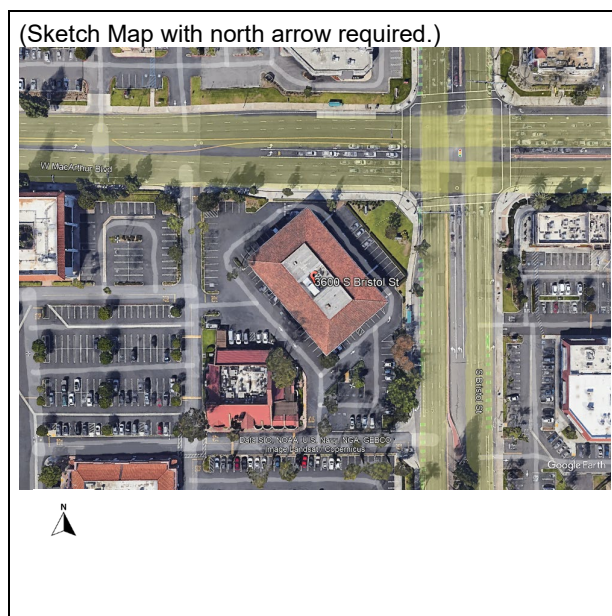 (Sketch Map with north arrow required.)
W MacArthur Blvd
3600 S Bristol St
S Bristol St
Data SIO, NOAA, U.S. Navy, NGA, GEBCO
Image Landsat / Copernicus
Google Earth
N